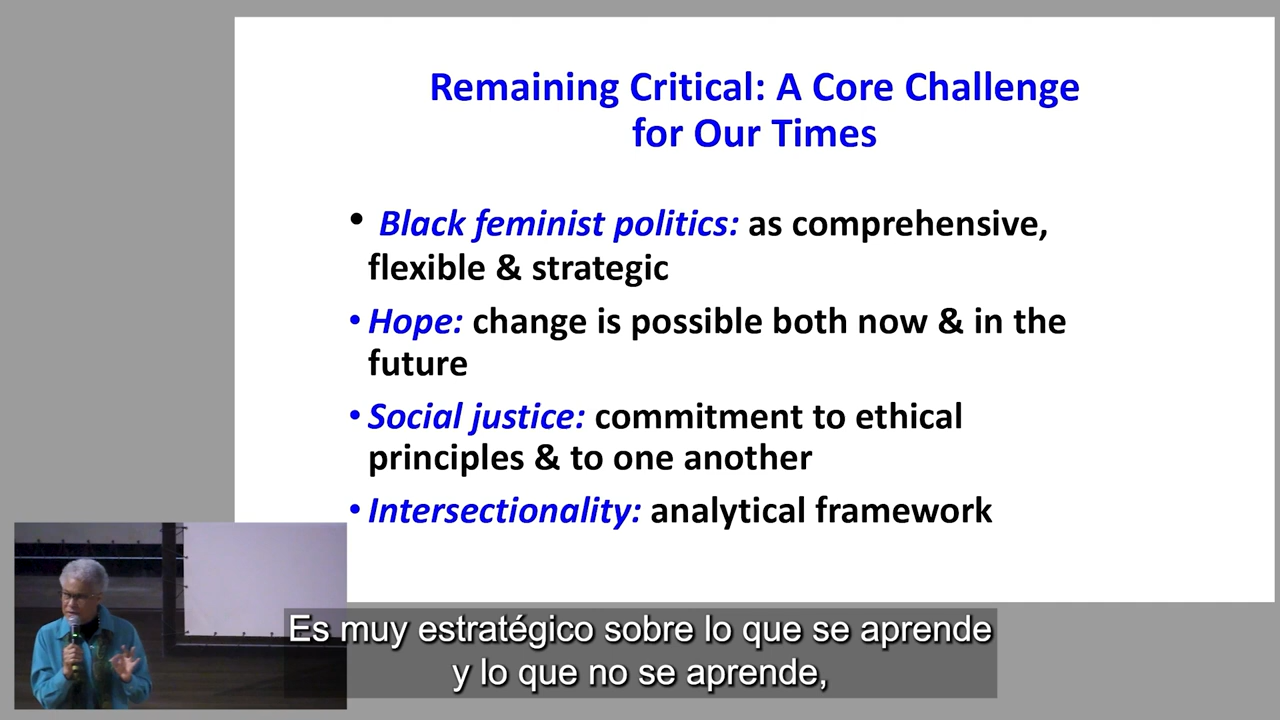 Remaining Critical: A Core Challenge
for Our Times
• Black feminist politics: as comprehensive,
flexible & strategic
• Hope: change is possible both now & in the
future
• Social justice: commitment to ethical
principles & to one another
• Intersectionality: analytical framework
Es muy estratégico sobre lo que se aprende
y lo que no se aprende,